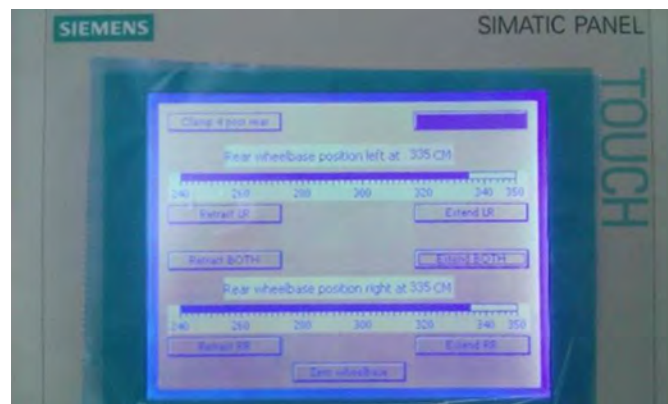 SIEMENS
SIMATIC PANEL
TOUCH
Clamp 4 post rear
Rear wheelbase position left at 335 CM
240 260 280 300 320 340 350
Retract LR Extend LR
Retract BOTH Extend BOTH
Rear wheelbase position right at 335 CM
240 260 280 300 320 340 350
Retract RR Extend RR
Zero wheelbase